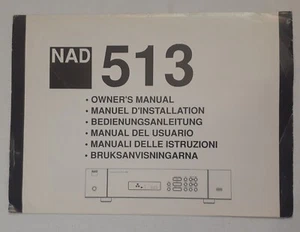 NAD 513
• OWNER'S MANUAL
• MANUEL D'INSTALLATION
• BEDIENUNGSANLEITUNG
• MANUAL DEL USUARIO
• MANUALI DELLE ISTRUZIONI
• BRUKSANVISNINGARNA